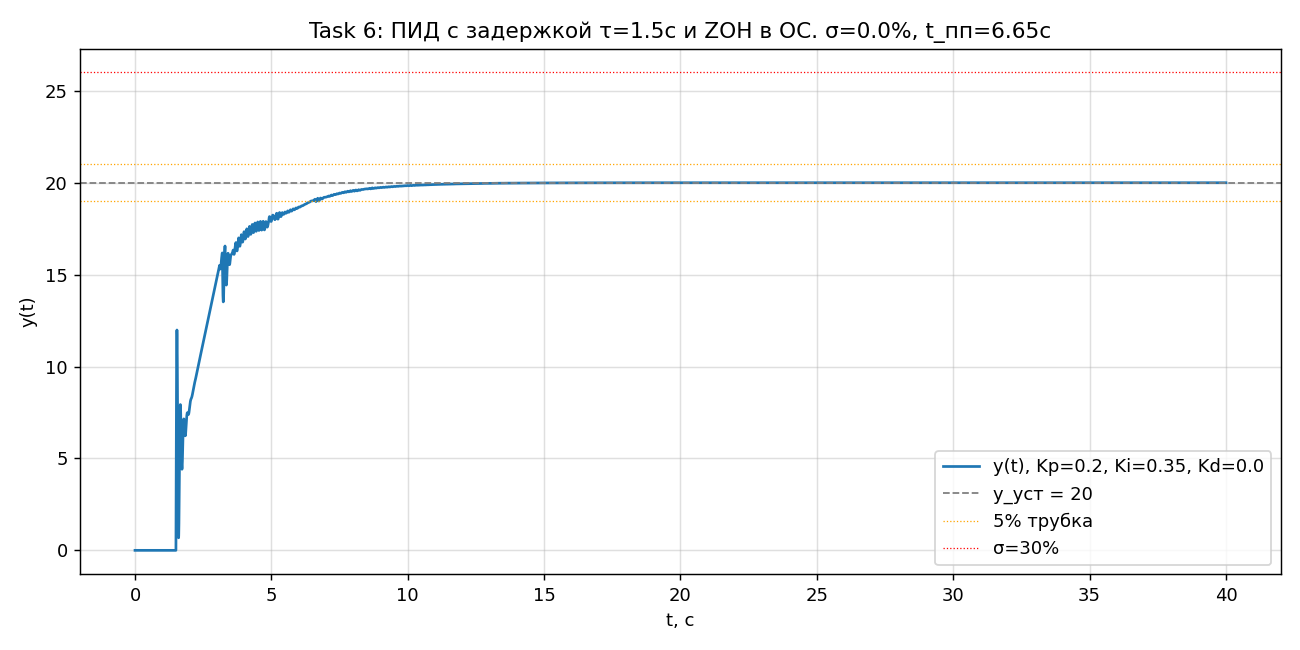 Task 6: ПИД с задержкой τ=1.5с и ZOH в ОС. σ=0.0%, t_пп=6.65с
25
20
15
10
5
0
y(t)
0 5 10 15 20 25 30 35 40
t, с
y(t), Kp=0.2, Ki=0.35, Kd=0.0
y_уст = 20
5% трубка
σ=30%